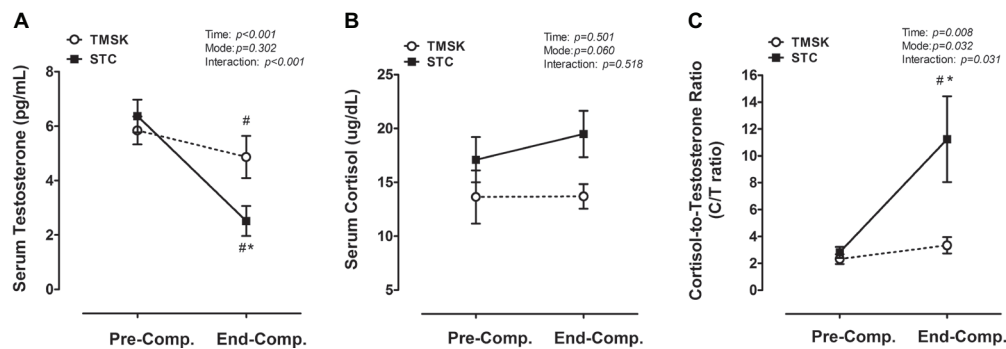 A
TMSK
STC
Time: p<0.001
Mode:p=0.302
Interaction: p<0.001
Serum Testosterone (pg/mL)
8
6
4
2
0
#
#*
Pre-Comp.
End-Comp.
B
TMSK
STC
Time: p=0.501
Mode:p=0.060
Interaction: p=0.518
Serum Cortisol (ug/dL)
25
20
15
10
5
Pre-Comp.
End-Comp.
C
TMSK
STC
Time: p=0.008
Mode:p=0.032
Interaction: p=0.031
Cortisol-to-Testosterone Ratio
(C/T ratio)
16
14
12
10
8
6
4
2
0
# *
Pre-Comp.
End-Comp.